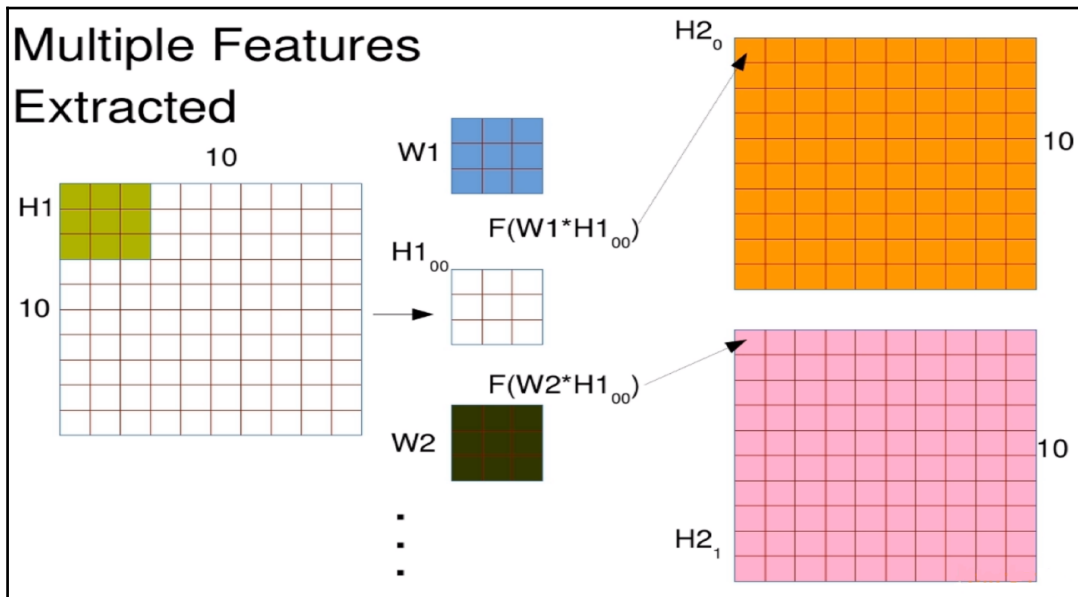 Multiple Features
Extracted
10
H1
10
W1
F(W1*H1₀₀)
H1₀₀
F(W2*H1₀₀)
W2
H2₀
10
10
H2₁